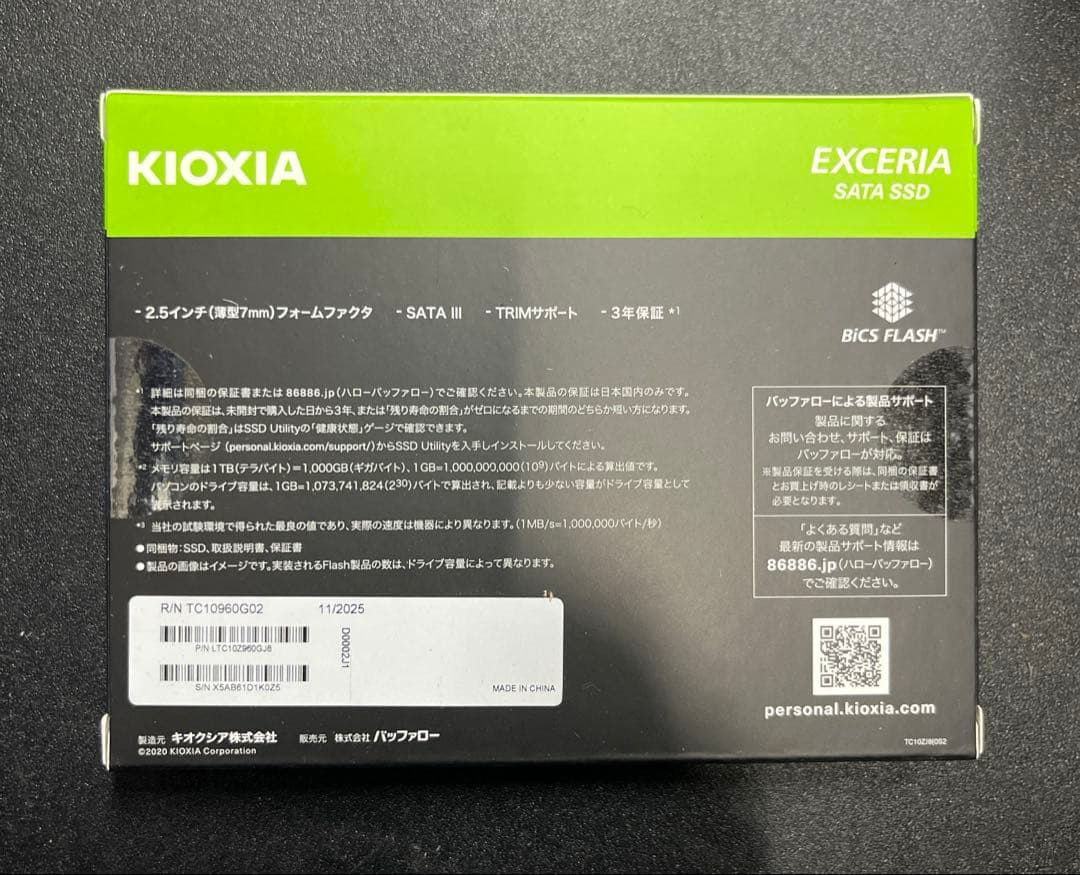 KIOXIA
EXCERIA
SATA SSD
- 2.5インチ(薄型7mm)フォームファクタ - SATA III - TRIMサポート - 3年保証 *1
BiCS FLASH™
*1 詳細は同梱の保証書または 86886.jp(ハローバッファロー)でご確認ください。本製品の保証は日本国内のみです。
本製品の保証は、未開封で購入した日から3年、または「残り寿命の割合」がゼロになるまでの期間のどちらか短い方になります。
「残り寿命の割合」はSSD Utilityの「健康状態」ゲージで確認できます。
サポートページ (personal.kioxia.com/support/)からSSD Utilityを入手しインストールしてください。
*2 メモリ容量は1TB(テラバイト)=1,000GB(ギガバイト)、1GB=1,000,000,000(10⁹)バイトによる算出値です。
パソコンのドライブ容量は、1GB=1,073,741,824(2³⁰)バイトで算出され、記載よりも少ない容量がドライブ容量として
表示されます。
*3 当社の試験環境で得られた最良の値であり、実際の速度は機器により異なります。(1MB/s=1,000,000バイト/秒)
●同梱物:SSD、取扱説明書、保証書
●製品の画像はイメージです。実装されるFlash製品の数は、ドライブ容量によって異なります。
バッファローによる製品サポート
製品に関する
お問い合わせ、サポート、保証は
バッファローが対応。
※製品保証を受ける際は、同梱の保証書
とお買上げ時のレシートまたは領収書が
必要となります。
「よくある質問」など
最新の製品サポート情報は
86886.jp(ハローバッファロー)
でご確認ください。
R/N TC10960G02 11/2025
P/N LTC10Z960GJ8
D0002J1
S/N X5AB61D1K0Z5
MADE IN CHINA
personal.kioxia.com
製造元 キオクシア株式会社 販売元 株式会社 バッファロー
©2020 KIOXIA Corporation